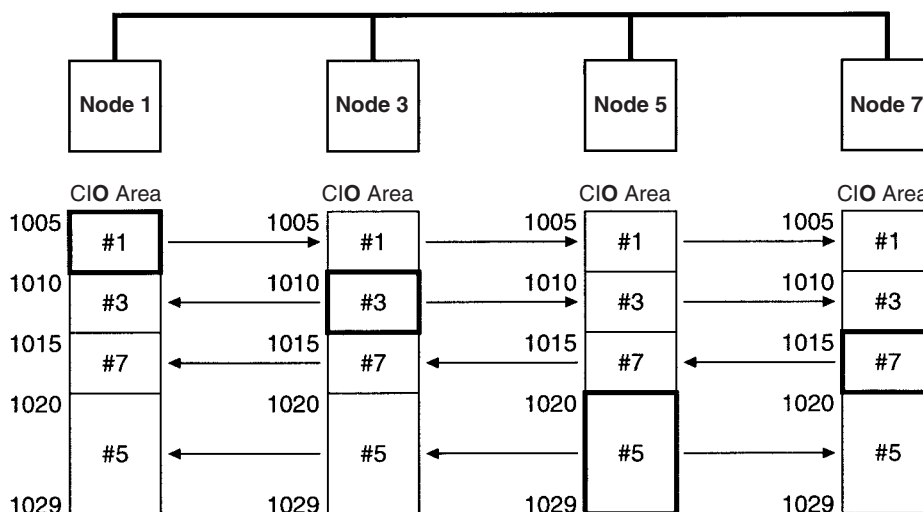 Node 1 Node 3 Node 5 Node 7
CIO Area CIO Area CIO Area CIO Area
1005 #1 1005 #1 1005 #1 1005 #1
1010 #3 1010 #3 1010 #3 1010 #3
1015 #7 1015 #7 1015 #7 1015 #7
1020 1020 1020 1020
#5 #5 #5 #5
1029 1029 1029 1029